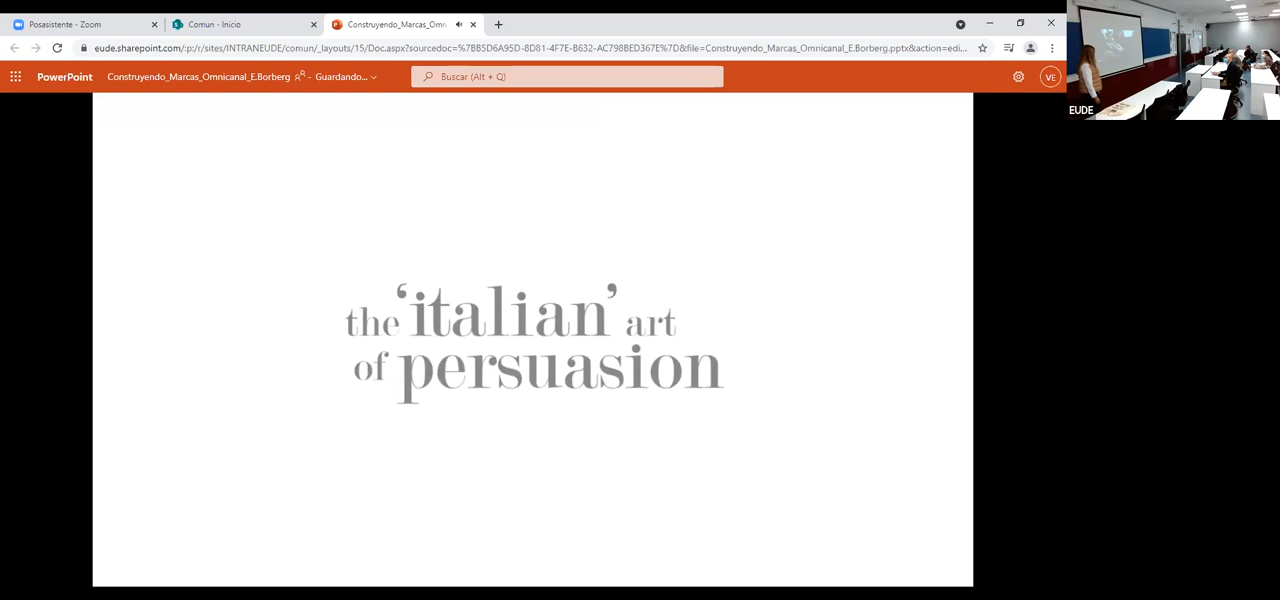 Posasistente - Zoom
Comun - Inicio
Construyendo_Marcas_Omn
eude.sharepoint.com/:p:/r/sites/INTRANEUDE/comun/_layouts/15/Doc.aspx?sourcedoc=%7BB5D6A95D-8D81-4F7E-B632-AC798BED367E%7D&file=Construyendo_Marcas_Omnicanal_E.Borberg.pptx&action=edi...
PowerPoint
Construyendo_Marcas_Omnicanal_E.Borberg - Guardando...
Buscar (Alt + Q)
VE
EUDE
the ‘italian’ art
of persuasion